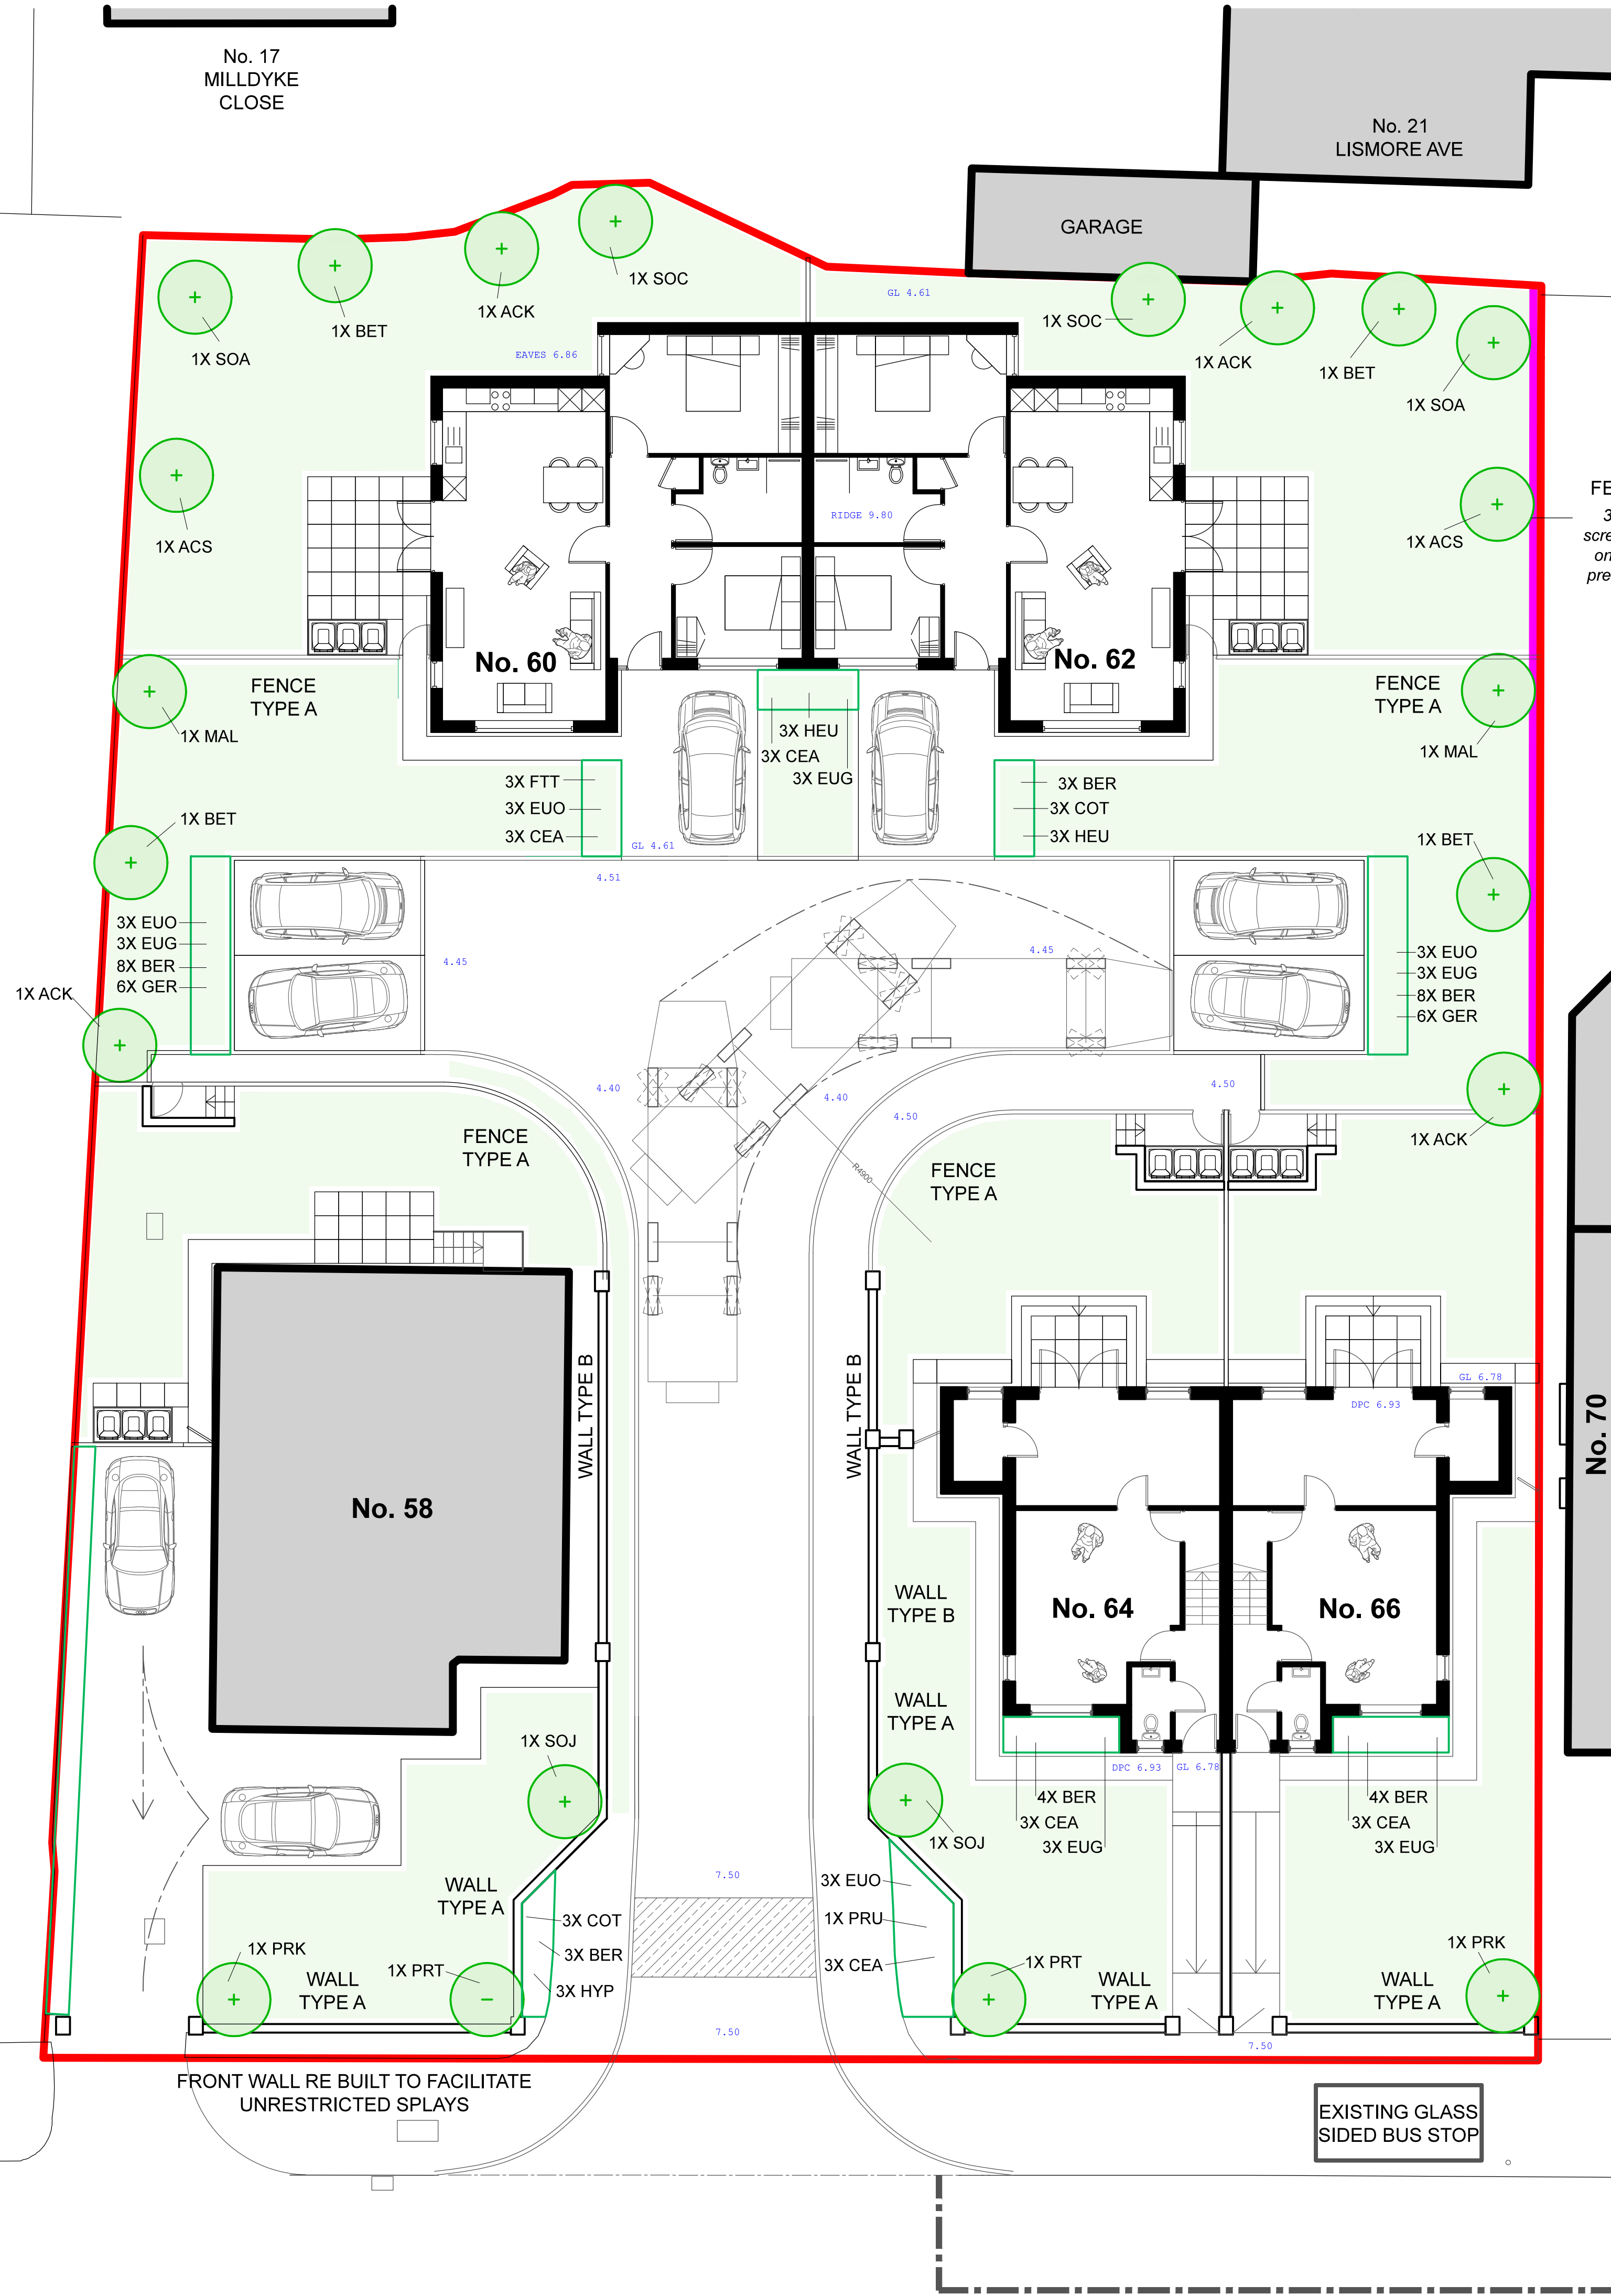 No. 17
MILLDYKE
CLOSE
No. 21
LISMORE AVE
GARAGE
1X SOC
GL 4.61
1X ACK
1X SOC
1X BET
1X SOA
EAVES 6.86
1X ACK
1X BET
1X SOA
RIDGE 9.80
1X ACS
1X ACS
No. 60
No. 62
FENCE
TYPE A
FENCE
TYPE A
1X MAL
1X MAL
3X HEU
3X CEA
3X EUG
3X FTT
3X EUO
3X CEA
3X BER
3X COT
3X HEU
1X BET
1X BET
GL 4.61
4.51
3X EUO
3X EUG
8X BER
6X GER
4.45
4.45
3X EUO
3X EUG
8X BER
6X GER
1X ACK
4.40
4.40
4.50
4.50
1X ACK
FENCE
TYPE A
FENCE
TYPE A
R4900
WALL TYPE B
WALL TYPE B
GL 6.78
DPC 6.93
No. 70
No. 58
WALL
TYPE B
No. 64
No. 66
WALL
TYPE A
1X SOJ
DPC 6.93
GL 6.78
4X BER
3X CEA
3X EUG
4X BER
3X CEA
3X EUG
1X SOJ
7.50
WALL
TYPE A
3X EUO
1X PRU
3X CEA
3X COT
3X BER
3X HYP
1X PRK
1X PRT
WALL
TYPE A
1X PRT
WALL
TYPE A
1X PRK
WALL
TYPE A
7.50
7.50
FRONT WALL RE BUILT TO FACILITATE
UNRESTRICTED SPLAYS
EXISTING GLASS
SIDED BUS STOP